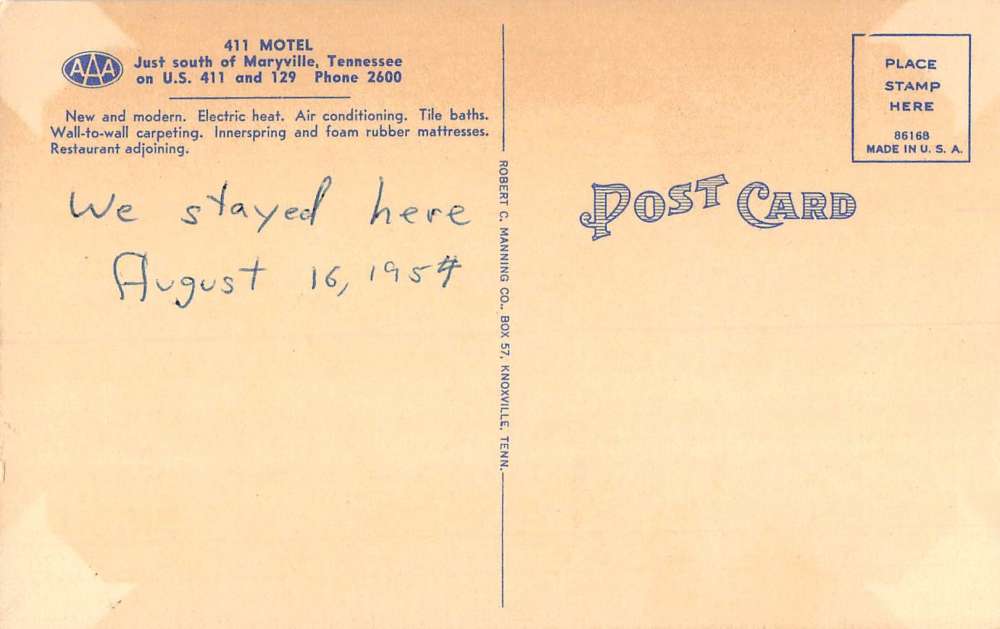 411 MOTEL
AAA
Just south of Maryville, Tennessee
on U.S. 411 and 129 Phone 2600
New and modern. Electric heat. Air conditioning. Tile baths.
Wall-to-wall carpeting. Innerspring and foam rubber mattresses.
Restaurant adjoining.
We stayed here
August 16, 1954
ROBERT C. MANNING CO., BOX 57, KNOXVILLE, TENN.
POST CARD
PLACE
STAMP
HERE
86168
MADE IN U. S. A.